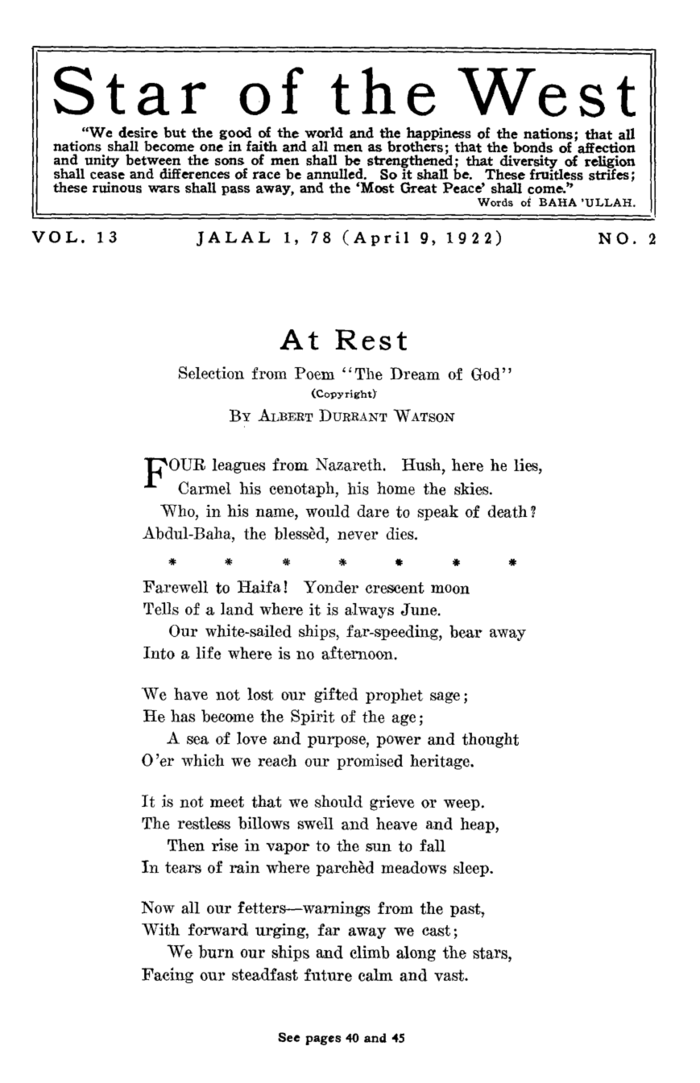 Star of the West
"We desire but the good of the world and the happiness of the nations; that all
nations shall become one in faith and all men as brothers; that the bonds of affection
and unity between the sons of men shall be strengthened; that diversity of religion
shall cease and differences of race be annulled. So it shall be. These fruitless strifes;
these ruinous wars shall pass away, and the 'Most Great Peace' shall come."
Words of BAHA 'ULLAH.
VOL. 13 JALAL 1, 78 (April 9, 1922) NO. 2
At Rest
Selection from Poem "The Dream of God"
(Copyright)
BY ALBERT DURRANT WATSON
FOUR leagues from Nazareth. Hush, here he lies,
Carmel his cenotaph, his home the skies.
Who, in his name, would dare to speak of death?
Abdul-Baha, the blessèd, never dies.
* * * * * * *
Farewell to Haifa! Yonder crescent moon
Tells of a land where it is always June.
Our white-sailed ships, far-speeding, bear away
Into a life where is no afternoon.
We have not lost our gifted prophet sage;
He has become the Spirit of the age;
A sea of love and purpose, power and thought
O'er which we reach our promised heritage.
It is not meet that we should grieve or weep.
The restless billows swell and heave and heap,
Then rise in vapor to the sun to fall
In tears of rain where parchèd meadows sleep.
Now all our fetters—warnings from the past,
With forward urging, far away we cast;
We burn our ships and climb along the stars,
Facing our steadfast future calm and vast.
See pages 40 and 45